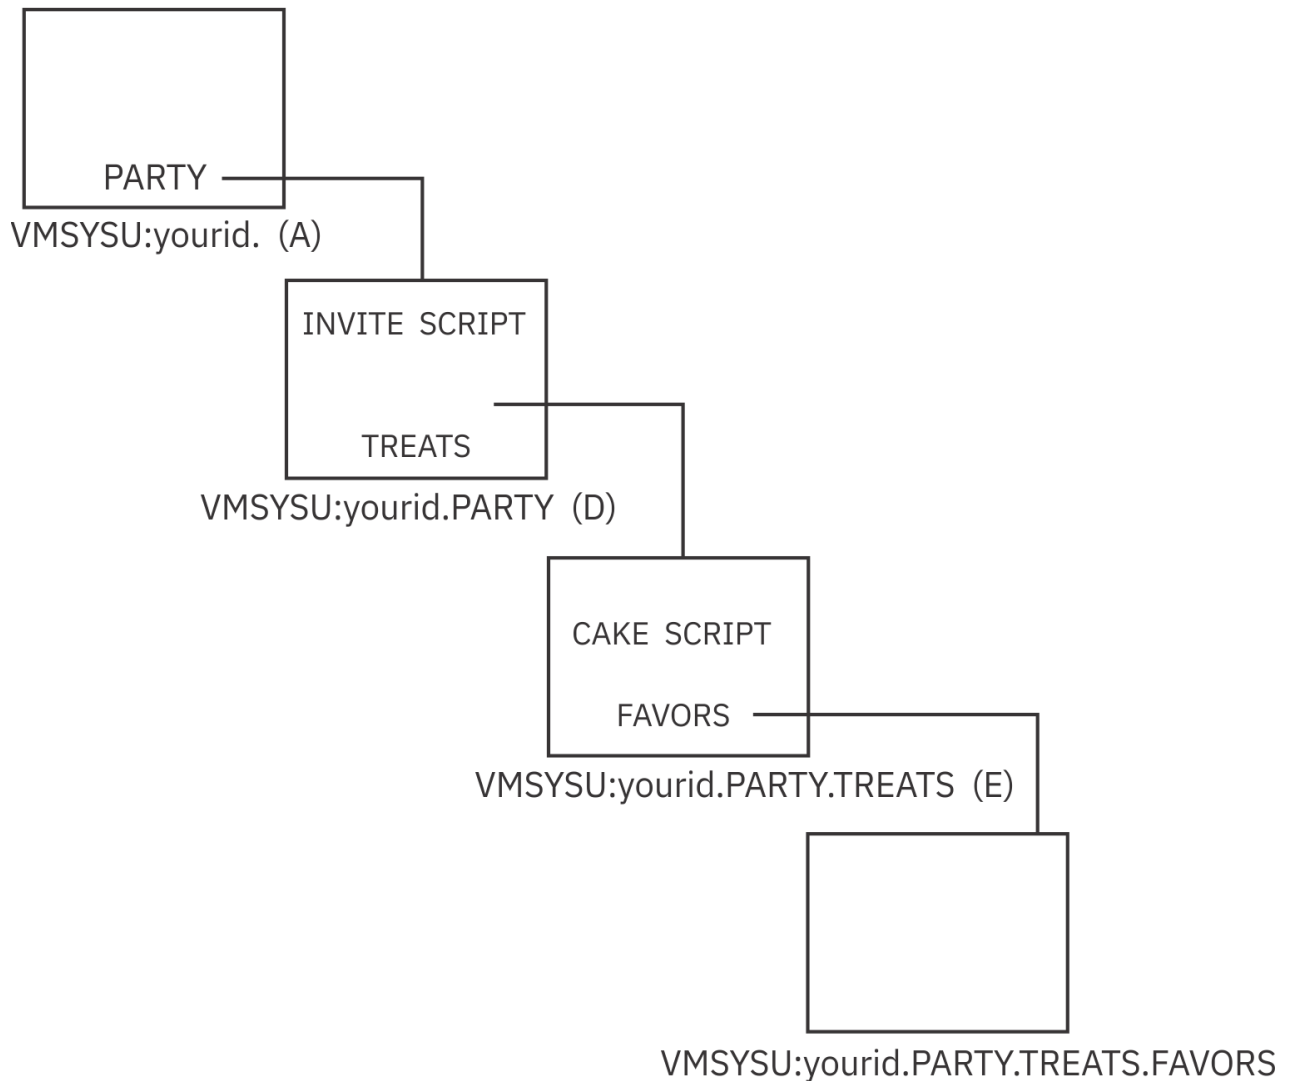 PARTY
VMSYSU:yourid. (A)
INVITE SCRIPT
TREATS
VMSYSU:yourid.PARTY (D)
CAKE SCRIPT
FAVORS
VMSYSU:yourid.PARTY.TREATS (E)
VMSYSU:yourid.PARTY.TREATS.FAVORS